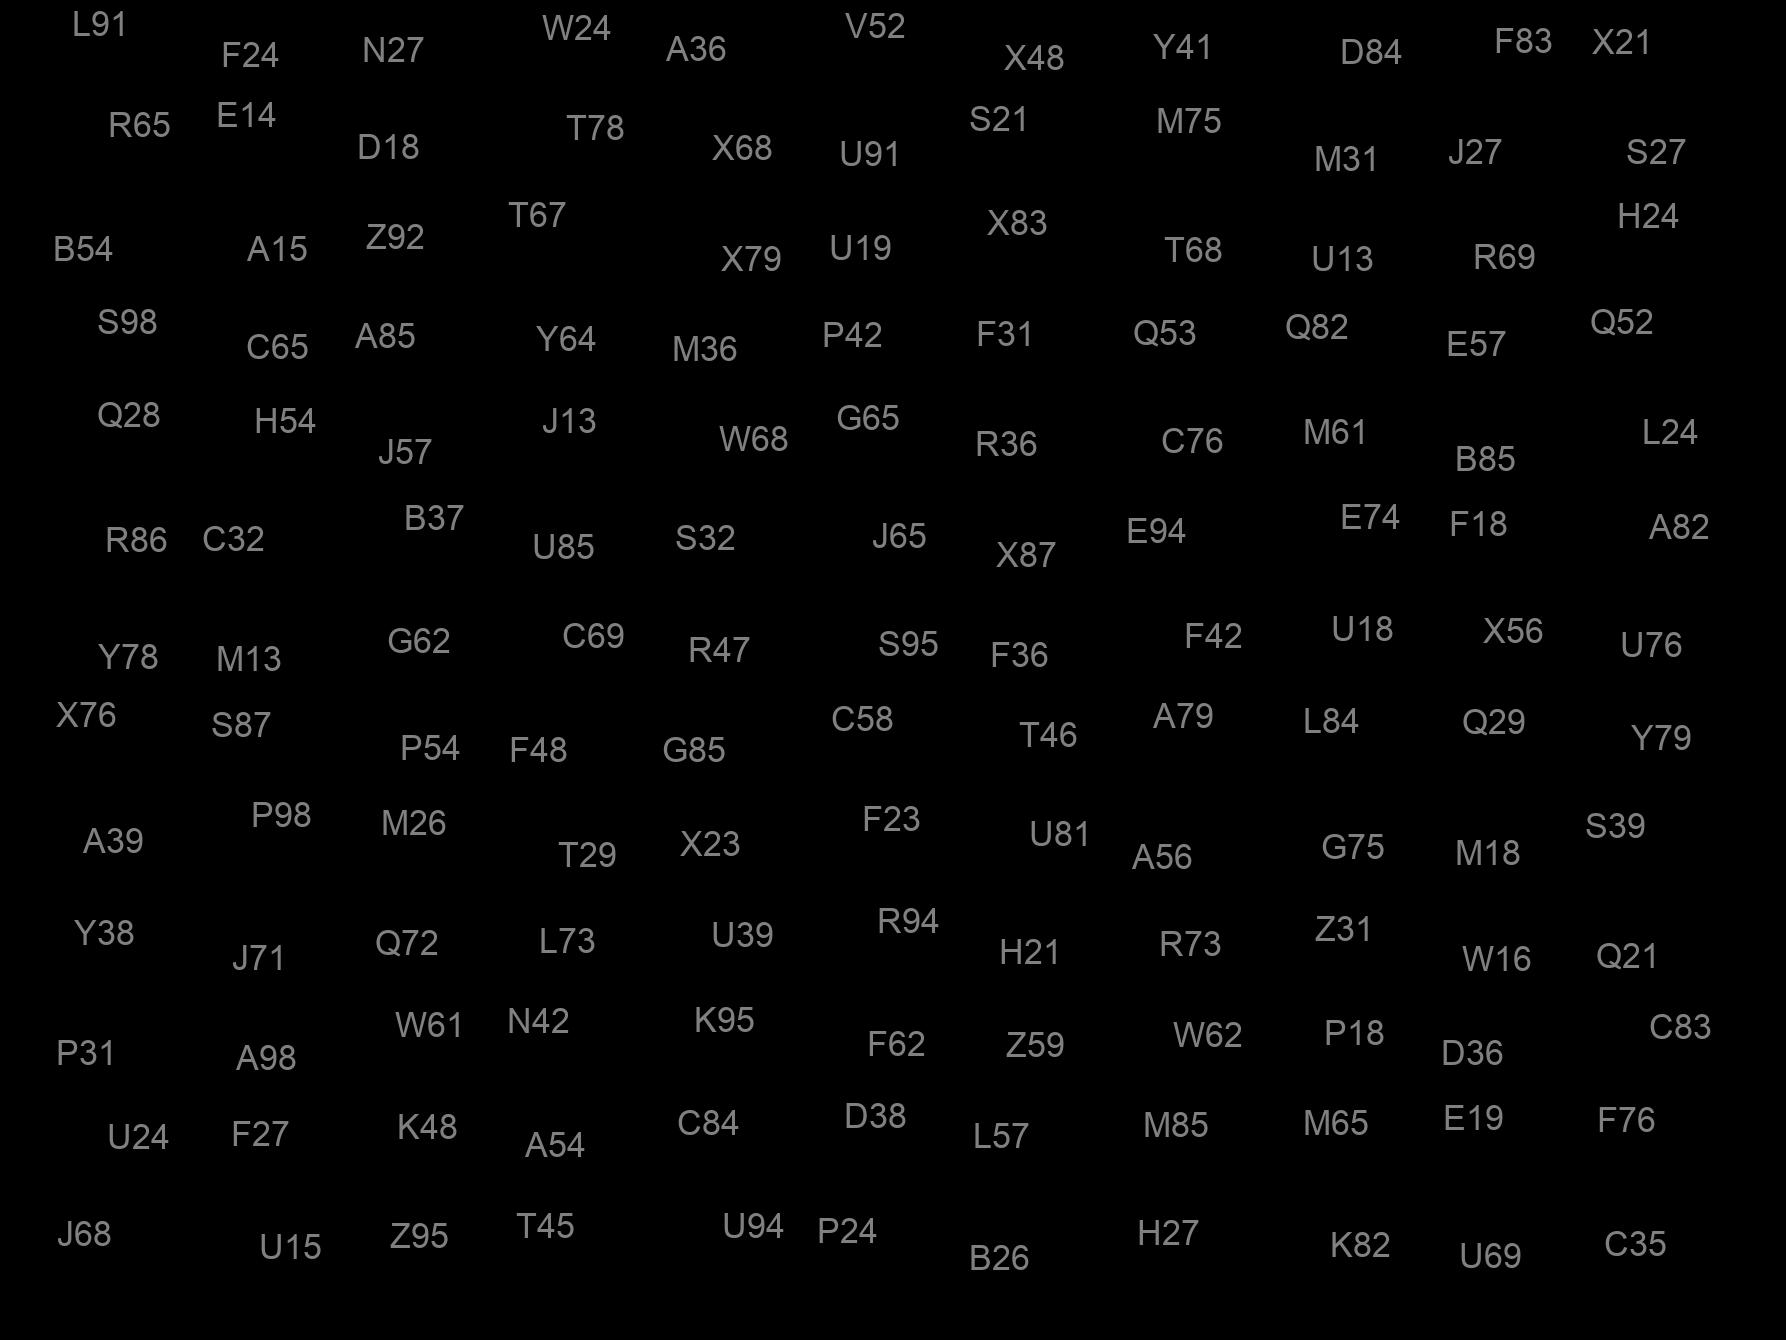 L91 F24 N27 W24 A36 V52 X48 Y41 D84 F83 X21
R65 E14 D18 T78 X68 U91 S21 M75 M31 J27 S27
B54 A15 Z92 T67 X79 U19 X83 T68 U13 R69 H24
S98 C65 A85 Y64 M36 P42 F31 Q53 Q82 E57 Q52
Q28 H54 J57 J13 W68 G65 R36 C76 M61 B85 L24
R86 C32 B37 U85 S32 J65 X87 E94 E74 F18 A82
Y78 M13 G62 C69 R47 S95 F36 F42 U18 X56 U76
X76 S87 P54 F48 G85 C58 T46 A79 L84 Q29 Y79
A39 P98 M26 T29 X23 F23 U81 A56 G75 M18 S39
Y38 J71 Q72 L73 U39 R94 H21 R73 Z31 W16 Q21
P31 A98 W61 N42 K95 F62 Z59 W62 P18 D36 C83
U24 F27 K48 A54 C84 D38 L57 M85 M65 E19 F76
J68 U15 Z95 T45 U94 P24 B26 H27 K82 U69 C35